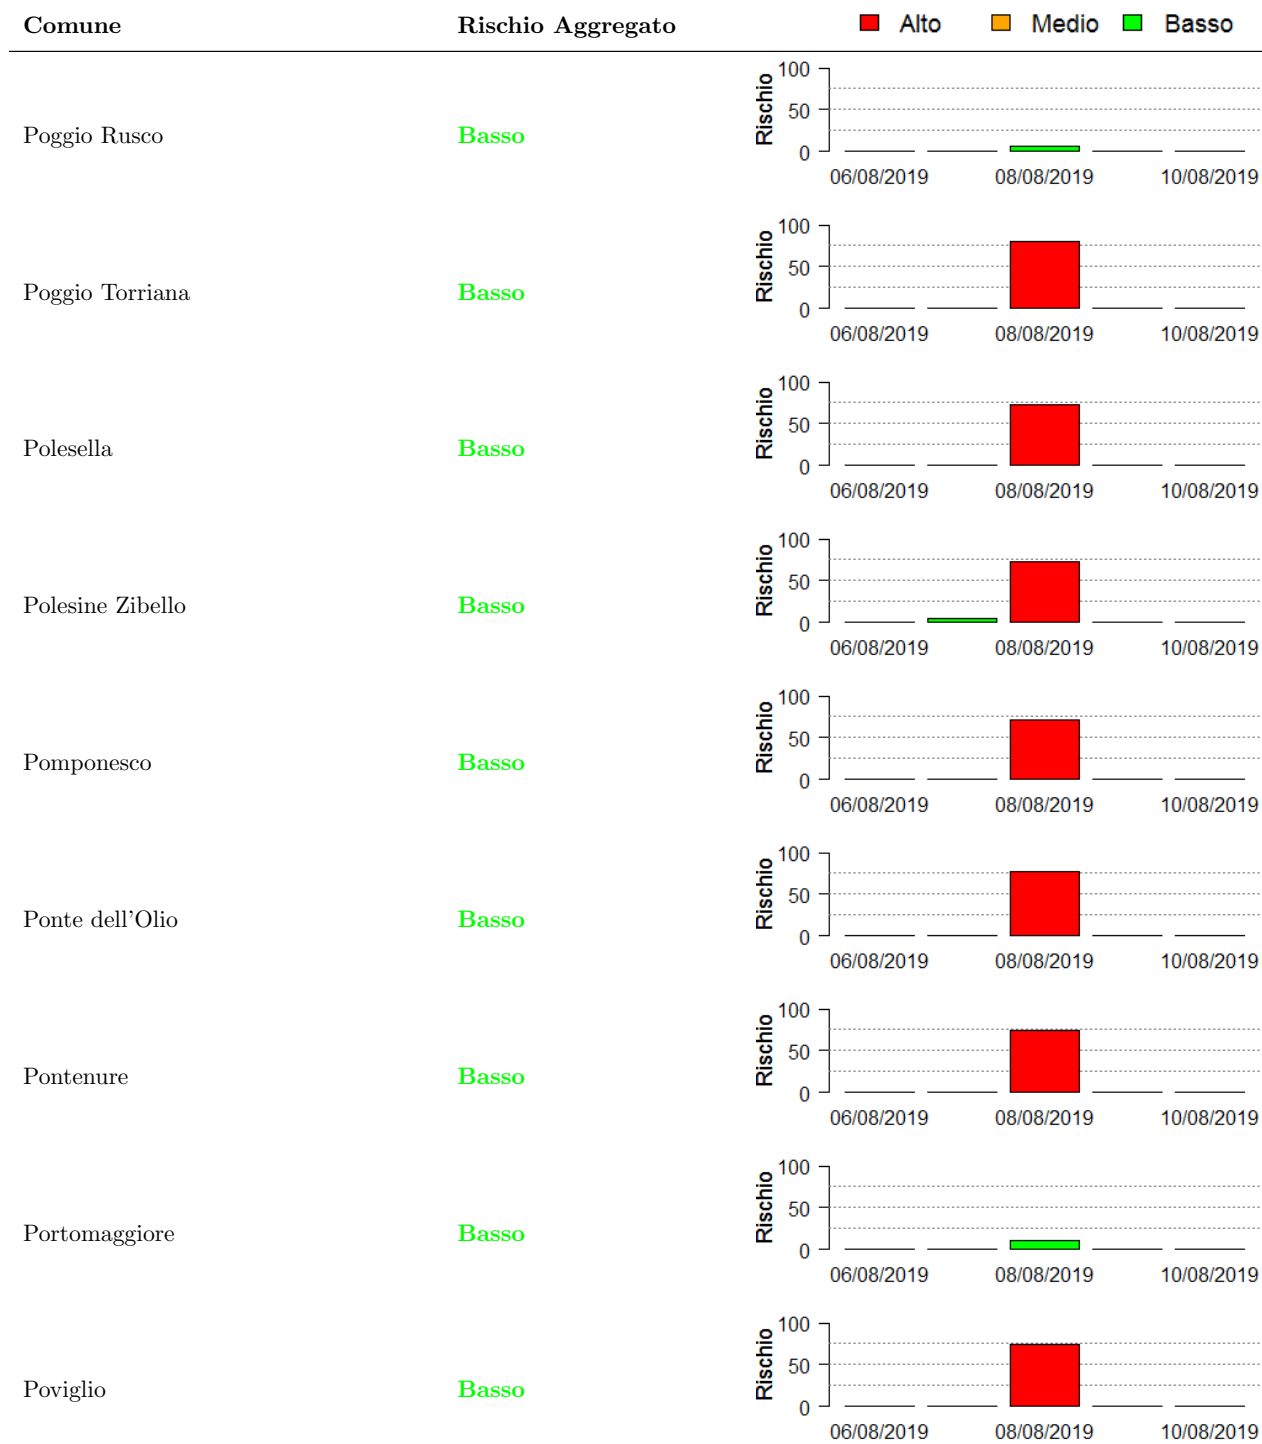 Comune Rischio Aggregato Alto Medio Basso
Poggio Rusco Basso
Rischio
100
50
0
06/08/2019 08/08/2019 10/08/2019
Poggio Torriana Basso
Rischio
100
50
0
06/08/2019 08/08/2019 10/08/2019
Polesella Basso
Rischio
100
50
0
06/08/2019 08/08/2019 10/08/2019
Polesine Zibello Basso
Rischio
100
50
0
06/08/2019 08/08/2019 10/08/2019
Pomponesco Basso
Rischio
100
50
0
06/08/2019 08/08/2019 10/08/2019
Ponte dell'Olio Basso
Rischio
100
50
0
06/08/2019 08/08/2019 10/08/2019
Pontenure Basso
Rischio
100
50
0
06/08/2019 08/08/2019 10/08/2019
Portomaggiore Basso
Rischio
100
50
0
06/08/2019 08/08/2019 10/08/2019
Poviglio Basso
Rischio
100
50
0
06/08/2019 08/08/2019 10/08/2019